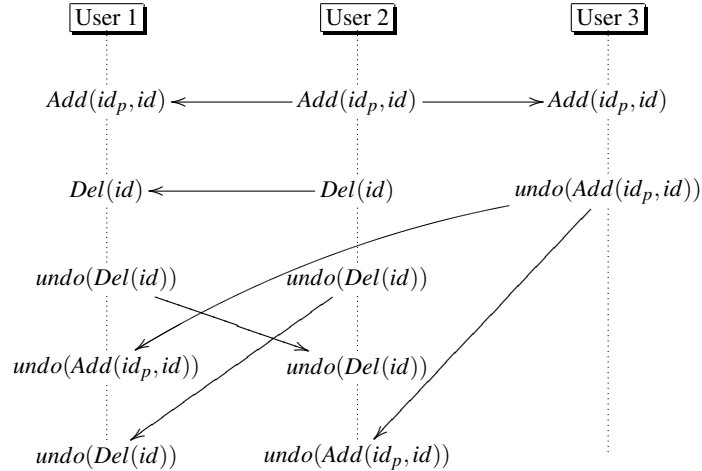 User 1 User 2 User 3
Add(id_p, id) Add(id_p, id) Add(id_p, id)
Del(id) Del(id) undo(Add(id_p, id))
undo(Del(id)) undo(Del(id))
undo(Add(id_p, id)) undo(Del(id))
undo(Del(id)) undo(Add(id_p, id))